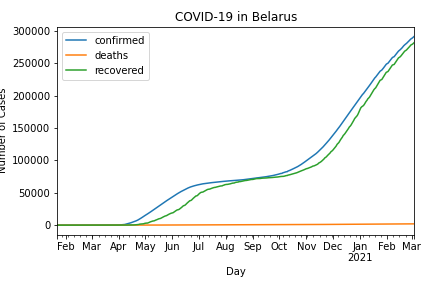 COVID-19 in Belarus
confirmed
deaths
recovered
300000
250000
200000
150000
100000
50000
0
Number of Cases
Feb Mar Apr May Jun Jul Aug Sep Oct Nov Dec Jan Feb Mar
2021
Day